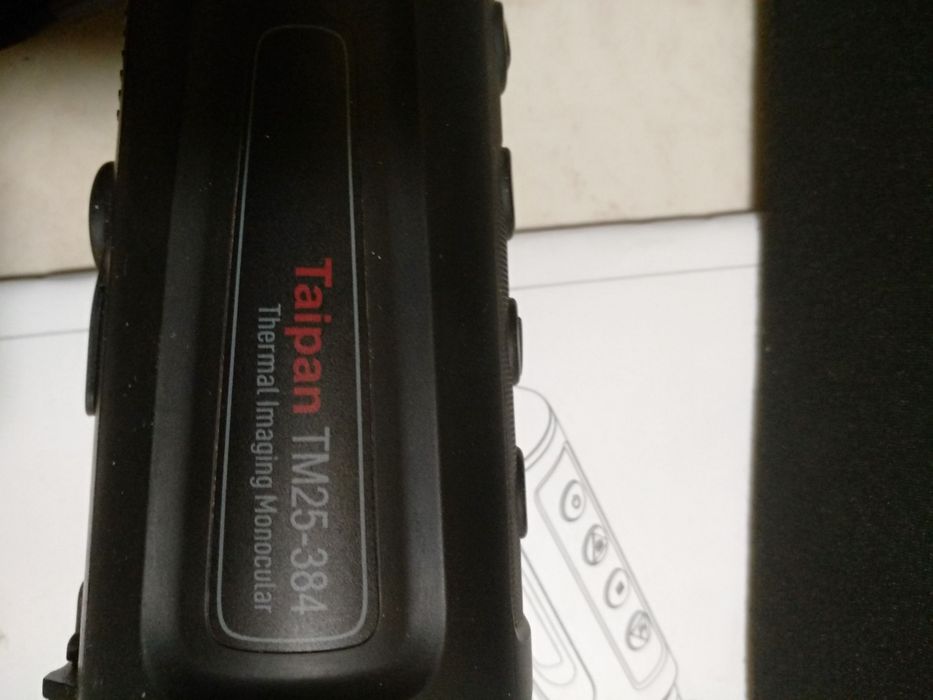 Taipan TM25-384
Thermal Imaging Monocular